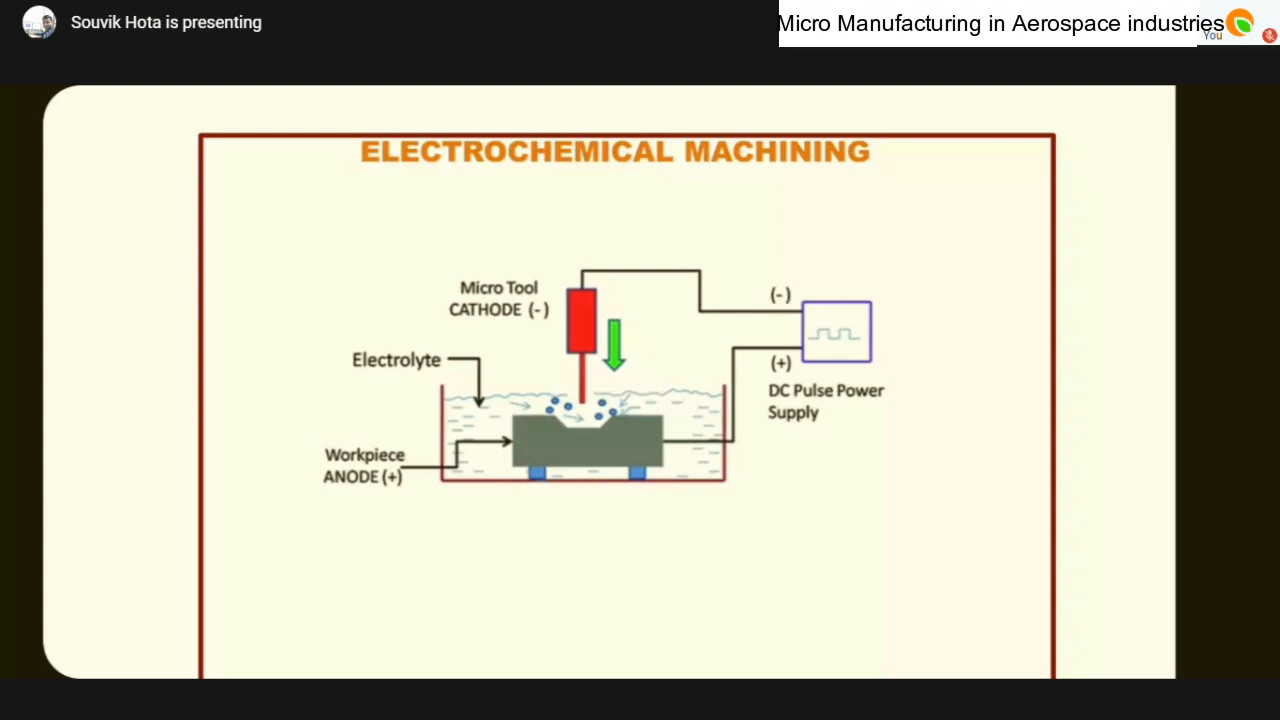 Souvik Hota is presenting
Micro Manufacturing in Aerospace industries
You
ELECTROCHEMICAL MACHINING
Micro Tool
CATHODE (-)
(-)
Electrolyte
(+)
DC Pulse Power
Supply
Workpiece
ANODE (+)